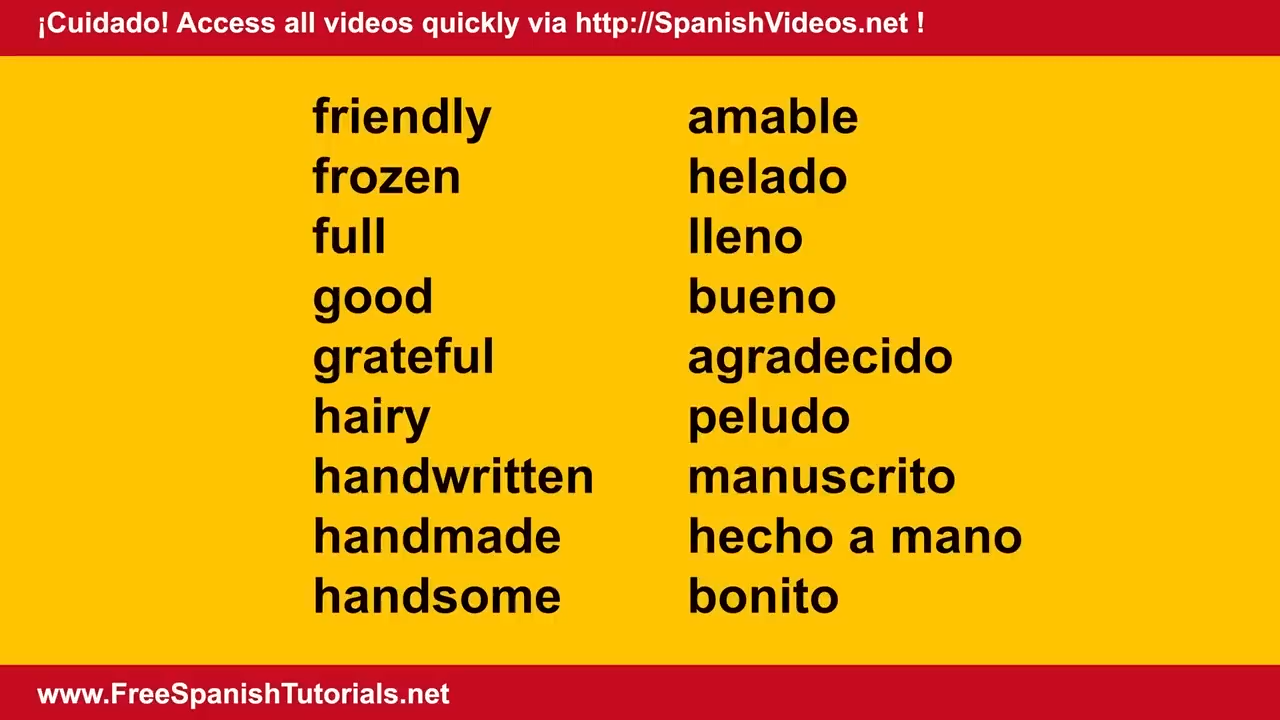 ¡Cuidado! Access all videos quickly via http://SpanishVideos.net !
friendly amable
frozen helado
full lleno
good bueno
grateful agradecido
hairy peludo
handwritten manuscrito
handmade hecho a mano
handsome bonito
www.FreeSpanishTutorials.net